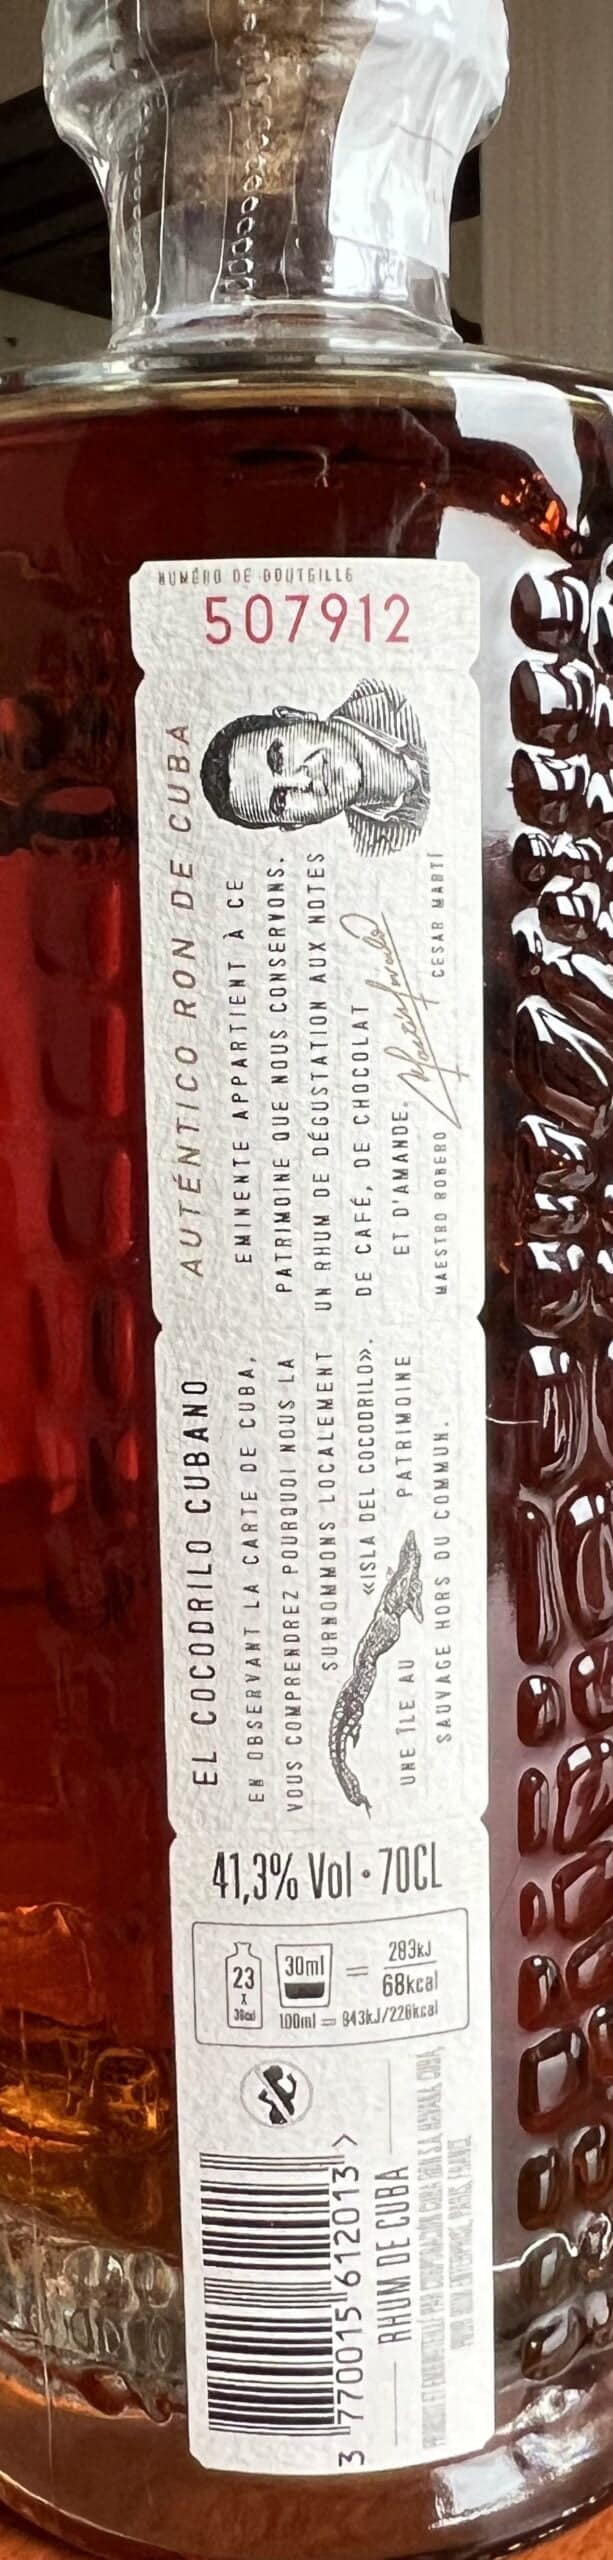 NUMÉRO DE BOUTEILLE
507912
AUTÉNTICO RON DE CUBA
EMINENTE APPARTIENT À CE
PATRIMOINE QUE NOUS CONSERVONS.
UN RHUM DE DÉGUSTATION AUX NOTES
DE CAFÉ, DE CHOCOLAT
ET D'AMANDE.
MAESTRO RONERO CESAR MARTÍ
EL COCODRILO CUBANO
EN OBSERVANT LA CARTE DE CUBA,
VOUS COMPRENDREZ POURQUOI NOUS LA
SURNOMMONS LOCALEMENT
«ISLA DEL COCODRILO».
UNE ÎLE AU PATRIMOINE
SAUVAGE HORS DU COMMUN.
41,3% Vol • 70CL
23 x 30ml
30ml = 283kJ
68kcal
100ml = 943kJ/226kcal
3 770015 612013 >
RHUM DE CUBA